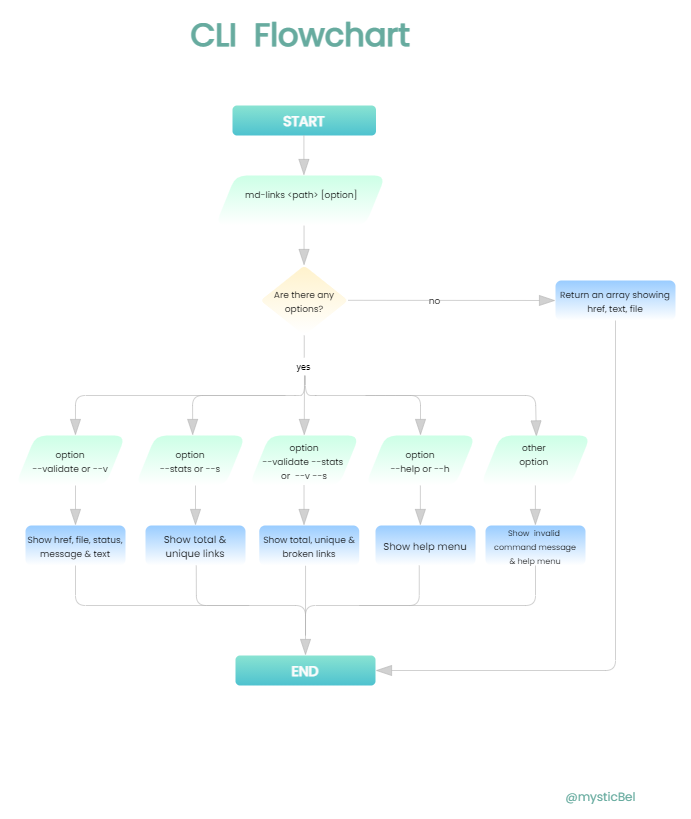 CLI Flowchart
START
md-links <path> [option]
Are there any
options?
no
Return an array showing
href, text, file
yes
option
--validate or --v
option
--stats or --s
option
--validate --stats
or --v --s
option
--help or --h
other
option
Show href, file, status,
message & text
Show total &
unique links
Show total, unique &
broken links
Show help menu
Show invalid
command message
& help menu
END
@mysticBel